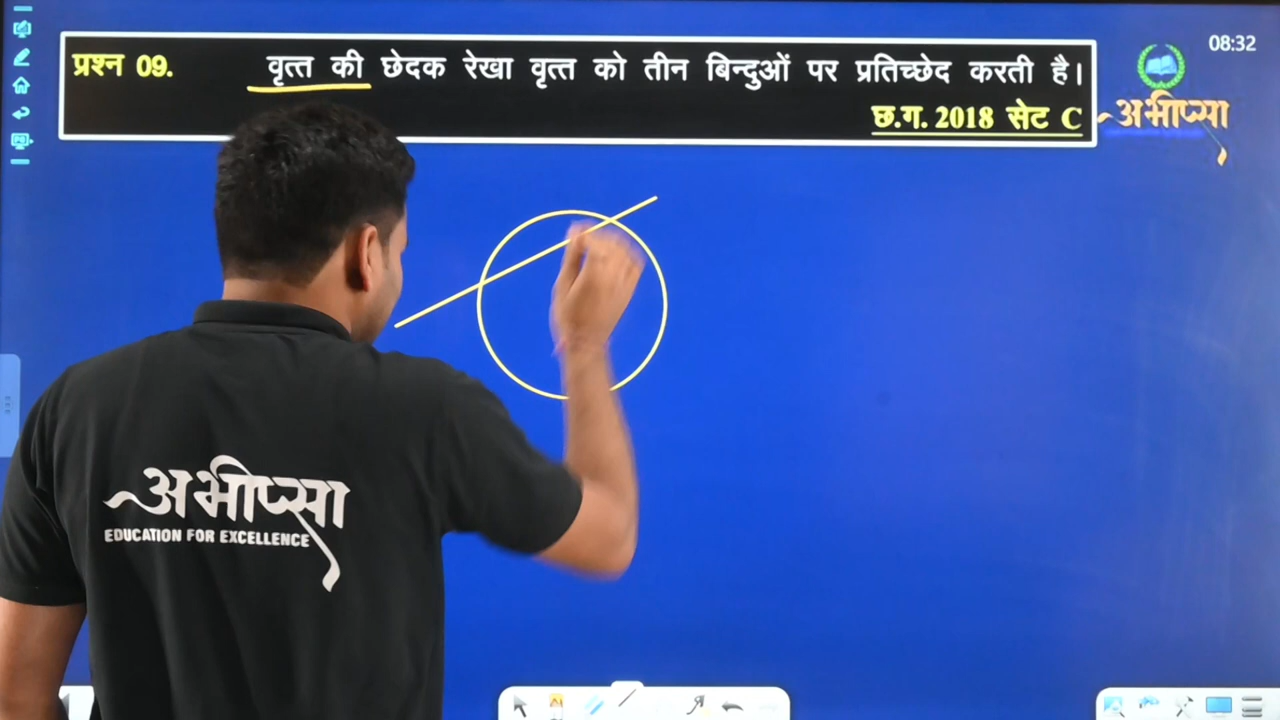 प्रश्न 09. वृत्त की छेदक रेखा वृत्त को तीन बिन्दुओं पर प्रतिच्छेद करती है।
छ.ग. 2018 सेट C
08:32
अभीप्सा
अभीप्सा
EDUCATION FOR EXCELLENCE